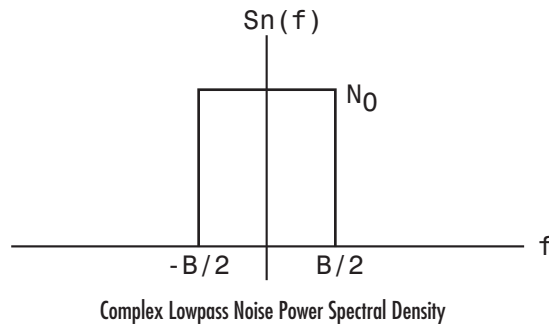 Sn(f)
N0
f
-B/2
B/2
Complex Lowpass Noise Power Spectral Density